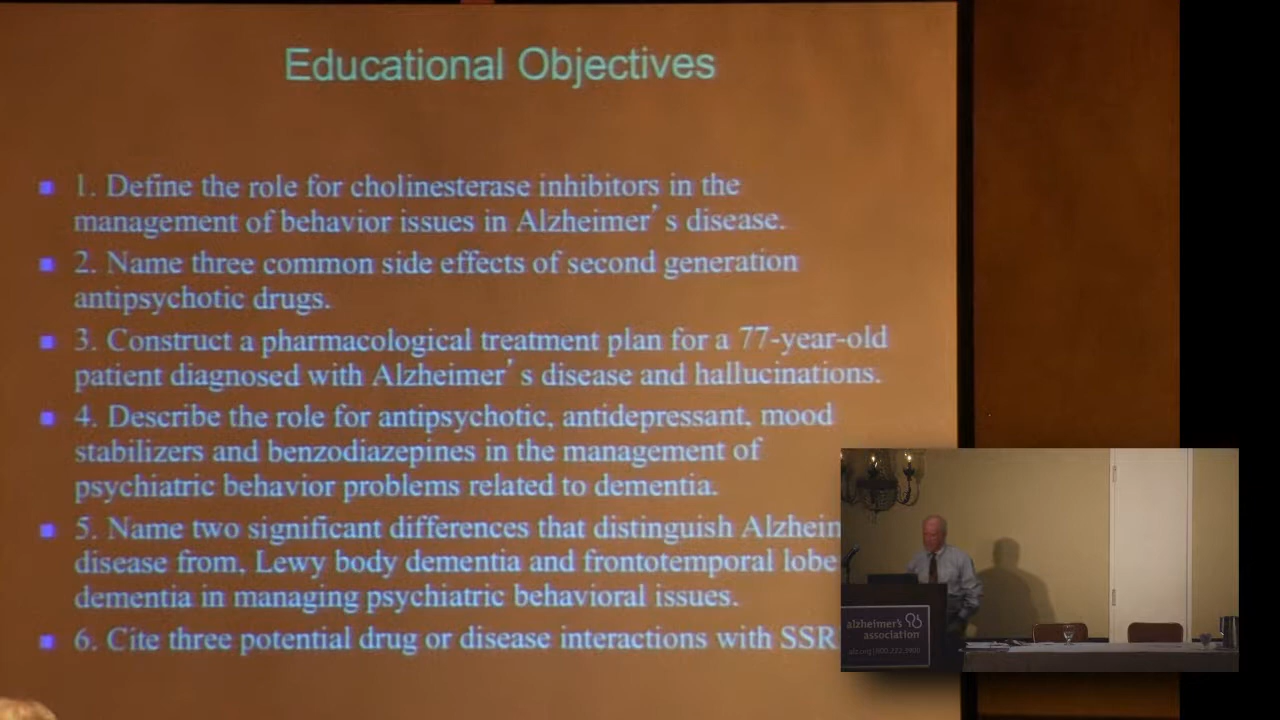 Educational Objectives
1. Define the role for cholinesterase inhibitors in the
management of behavior issues in Alzheimer's disease.
2. Name three common side effects of second generation
antipsychotic drugs.
3. Construct a pharmacological treatment plan for a 77-year-old
patient diagnosed with Alzheimer's disease and hallucinations.
4. Describe the role for antipsychotic, antidepressant, mood
stabilizers and benzodiazepines in the management of
psychiatric behavior problems related to dementia.
5. Name two significant differences that distinguish Alzheim
disease from, Lewy body dementia and frontotemporal lobe
dementia in managing psychiatric behavioral issues.
6. Cite three potential drug or disease interactions with SSR
alzheimer's
association